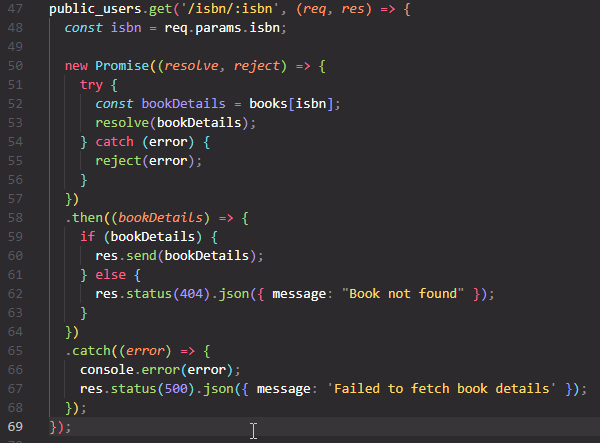 47 public_users.get('/isbn/:isbn', (req, res) => {
48   const isbn = req.params.isbn;
49
50   new Promise((resolve, reject) => {
51     try {
52       const bookDetails = books[isbn];
53       resolve(bookDetails);
54     } catch (error) {
55       reject(error);
56     }
57   })
58   .then((bookDetails) => {
59     if (bookDetails) {
60       res.send(bookDetails);
61     } else {
62       res.status(404).json({ message: "Book not found" });
63     }
64   })
65   .catch((error) => {
66     console.error(error);
67     res.status(500).json({ message: 'Failed to fetch book details' });
68   });
69 });